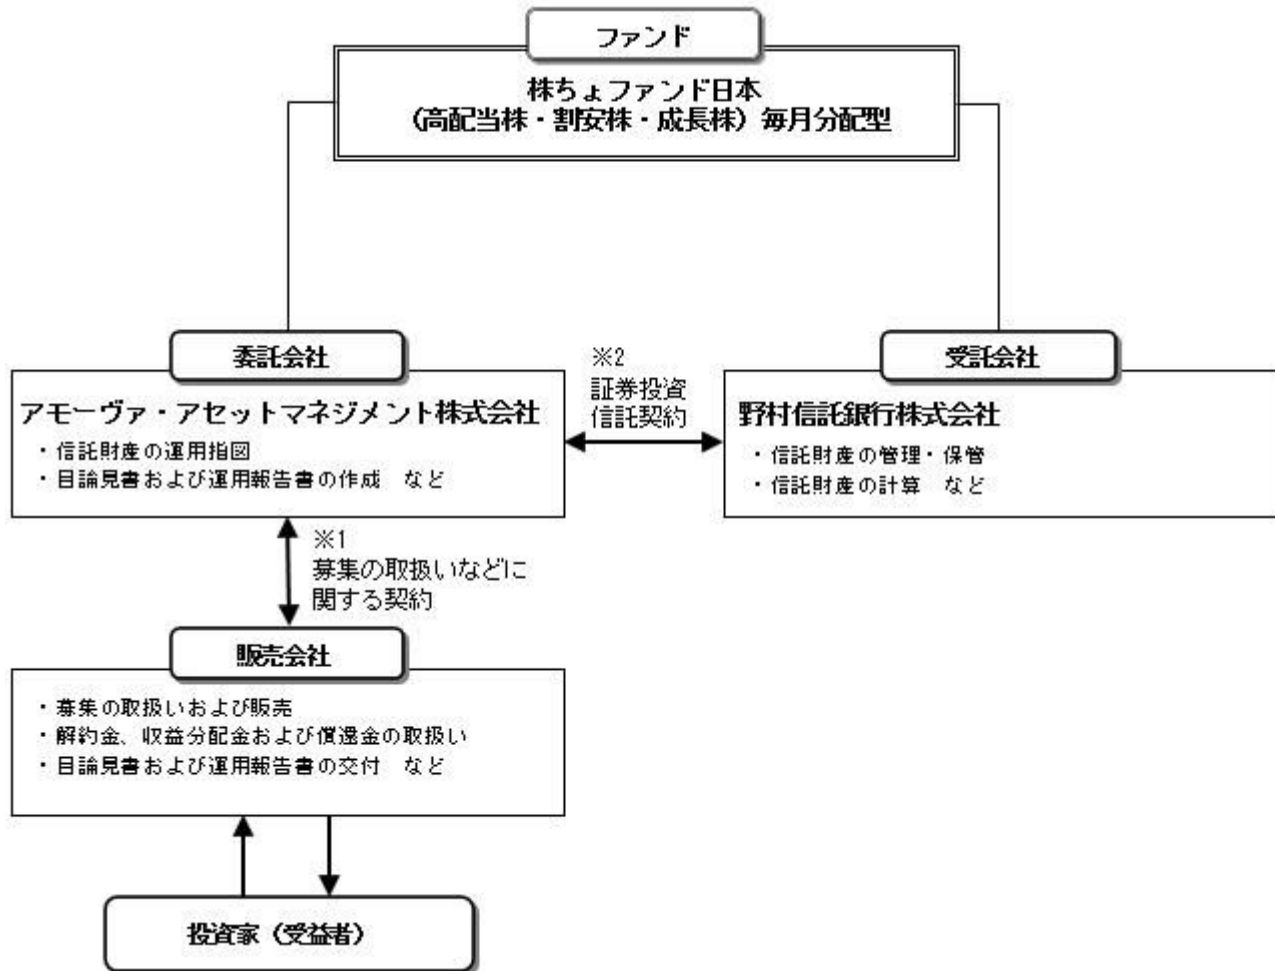 ファンド
株ちょファンド日本
(高配当株・割安株・成長株)毎月分配型
委託会社
アモーヴァ・アセットマネジメント株式会社
・信託財産の運用指図
・目論見書および運用報告書の作成　など
※2
証券投資
信託契約
受託会社
野村信託銀行株式会社
・信託財産の管理・保管
・信託財産の計算　など
※1
募集の取扱いなどに
関する契約
販売会社
・募集の取扱いおよび販売
・解約金、収益分配金および償還金の取扱い
・目論見書および運用報告書の交付　など
投資家（受益者）